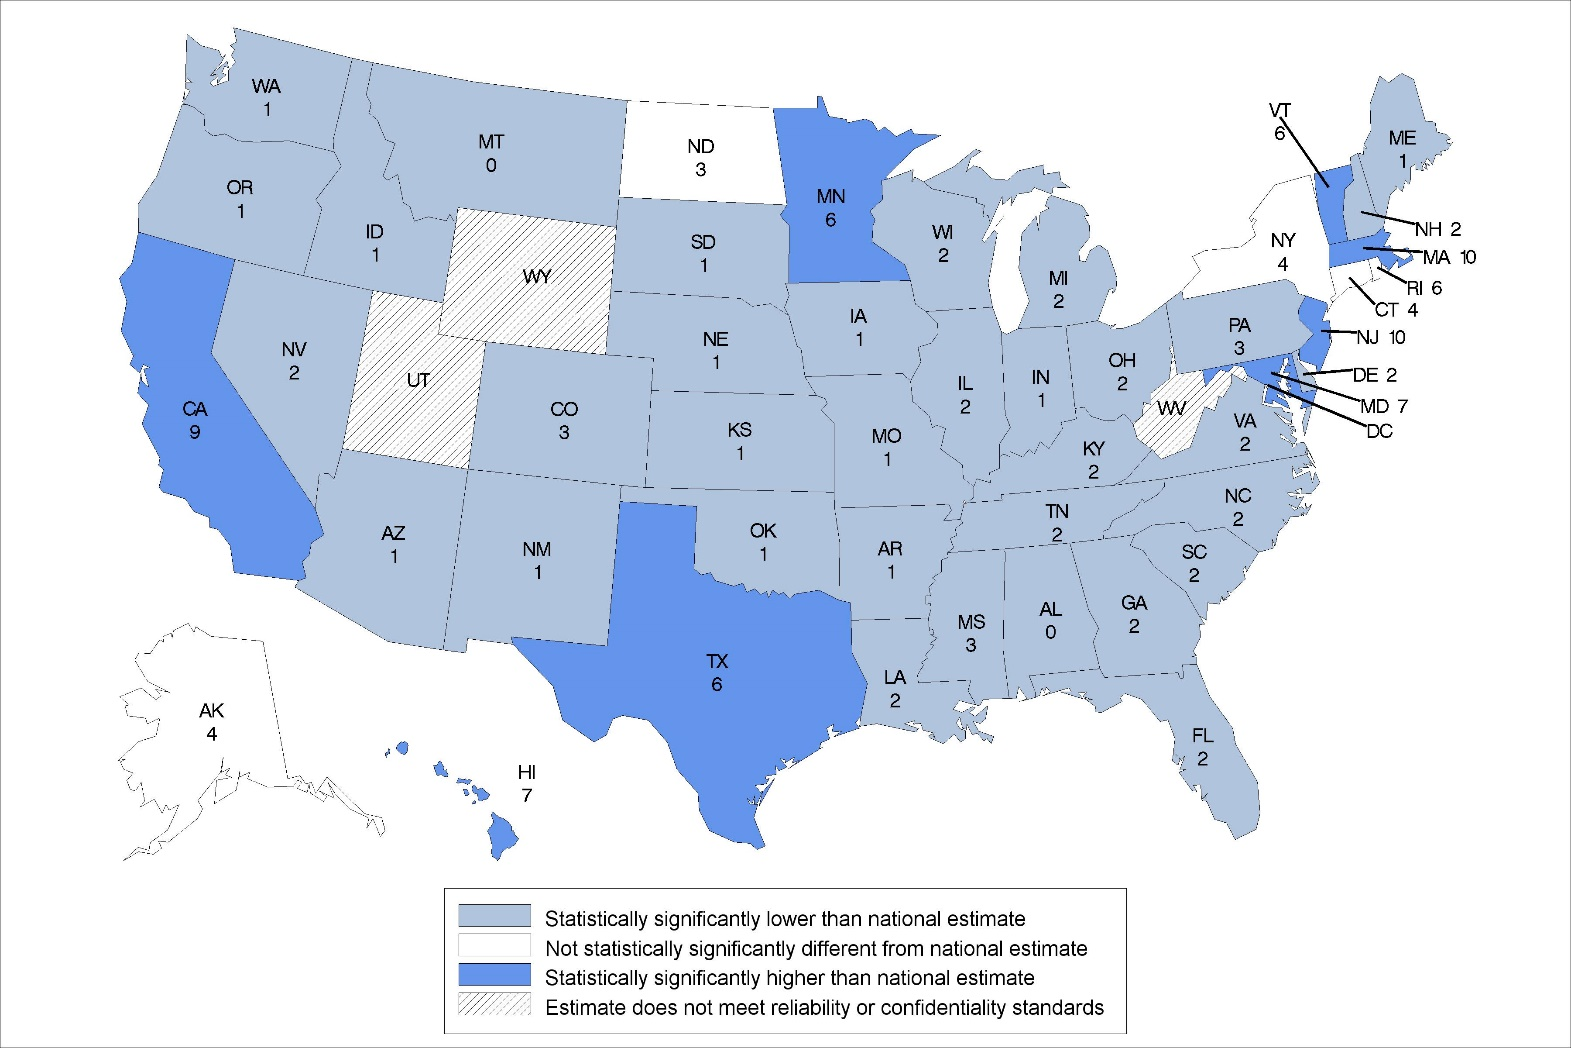 WA
1
MT
0
ND
3
MN
6
VT
6
ME
1
OR
1
ID
1
WY
SD
1
WI
2
MI
2
NY
4
NH 2
MA 10
RI 6
CT 4
NJ 10
PA
3
DE 2
MD 7
DC
NV
2
UT
CO
3
NE
1
IA
1
IL
2
IN
1
OH
2
WV
VA
2
CA
9
KS
1
MO
1
KY
2
AZ
1
NM
1
OK
1
AR
1
TN
2
NC
2
SC
2
MS
3
AL
0
GA
2
TX
6
LA
2
FL
2
AK
4
HI
7
Statistically significantly lower than national estimate
Not statistically significantly different from national estimate
Statistically significantly higher than national estimate
Estimate does not meet reliability or confidentiality standards